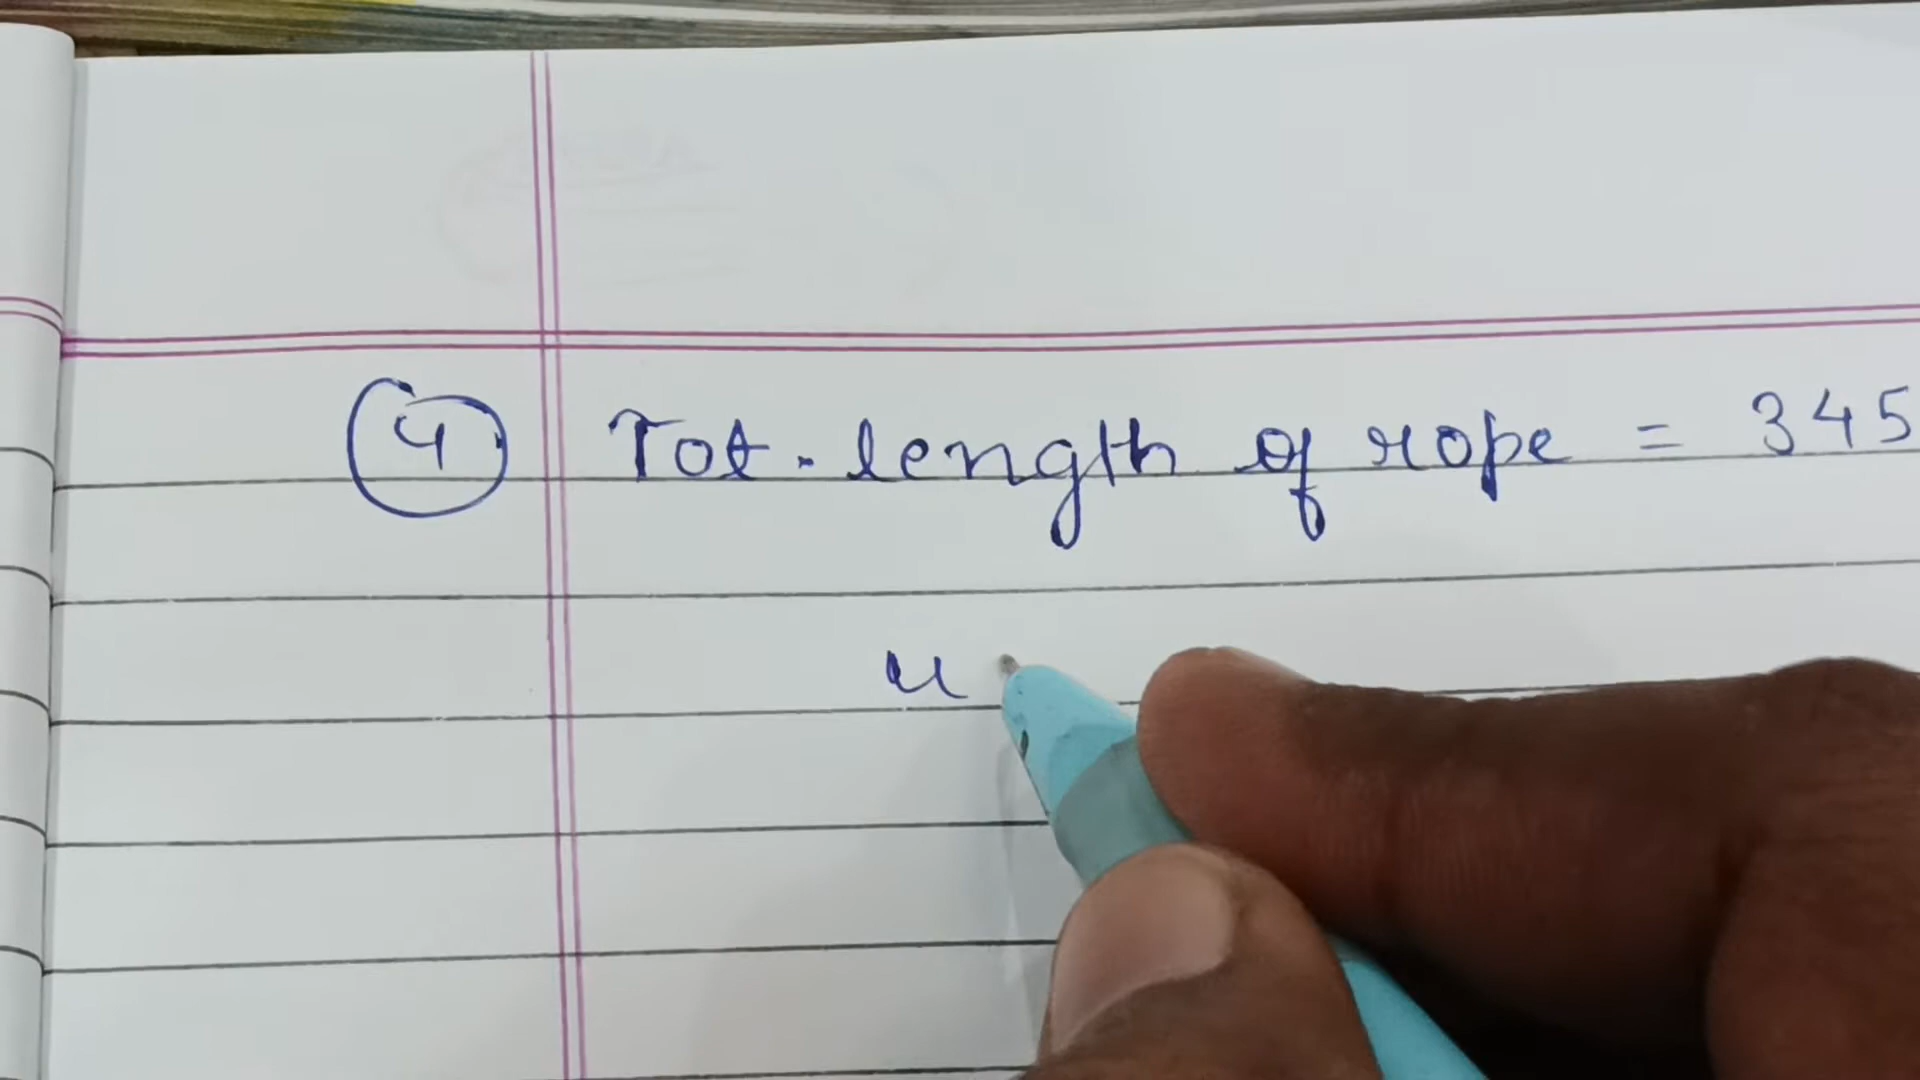 4 Tot. length of rope = 345
u